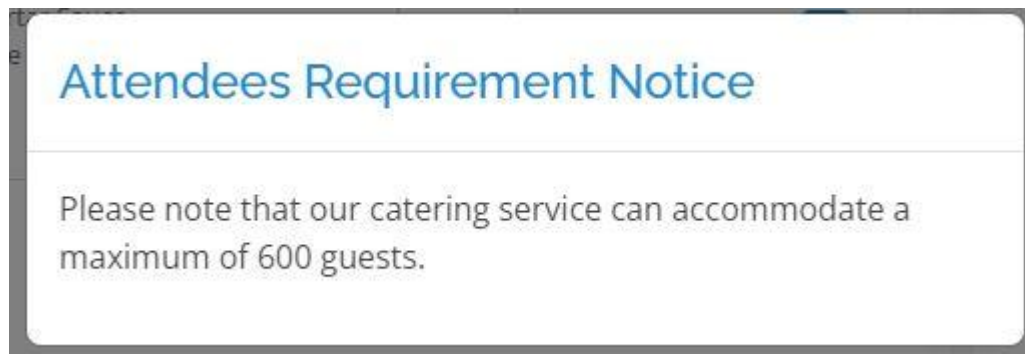 Attendees Requirement Notice
Please note that our catering service can accommodate a
maximum of 600 guests.